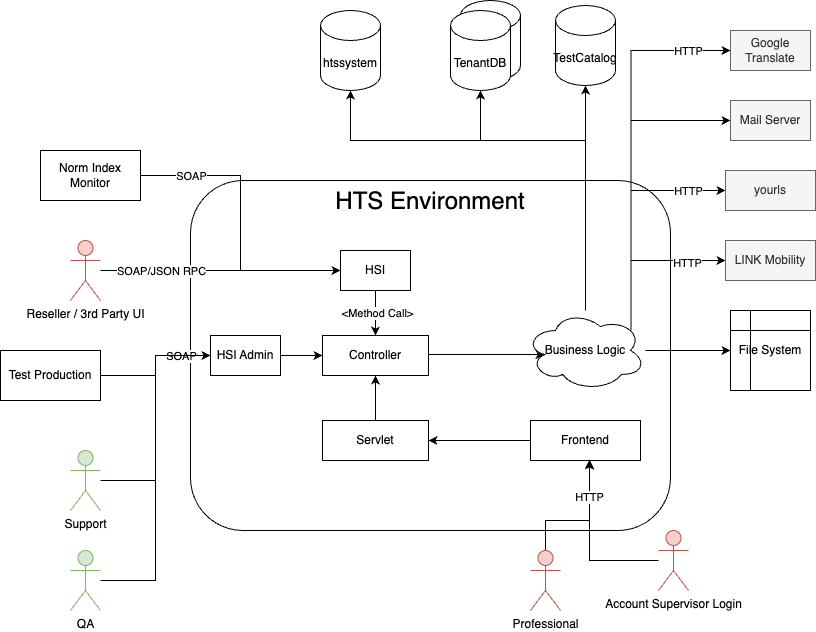 htssystem
TenantDB
TestCatalog
HTTP
Google
Translate
Mail Server
HTTP
yourls
HTTP
LINK Mobility
Norm Index
Monitor
SOAP
HTS Environment
SOAP/JSON RPC
HSI
Reseller / 3rd Party UI
<Method Call>
SOAP
HSI Admin
Controller
Business Logic
File System
Test Production
Servlet
Frontend
HTTP
Support
QA
Professional
Account Supervisor Login